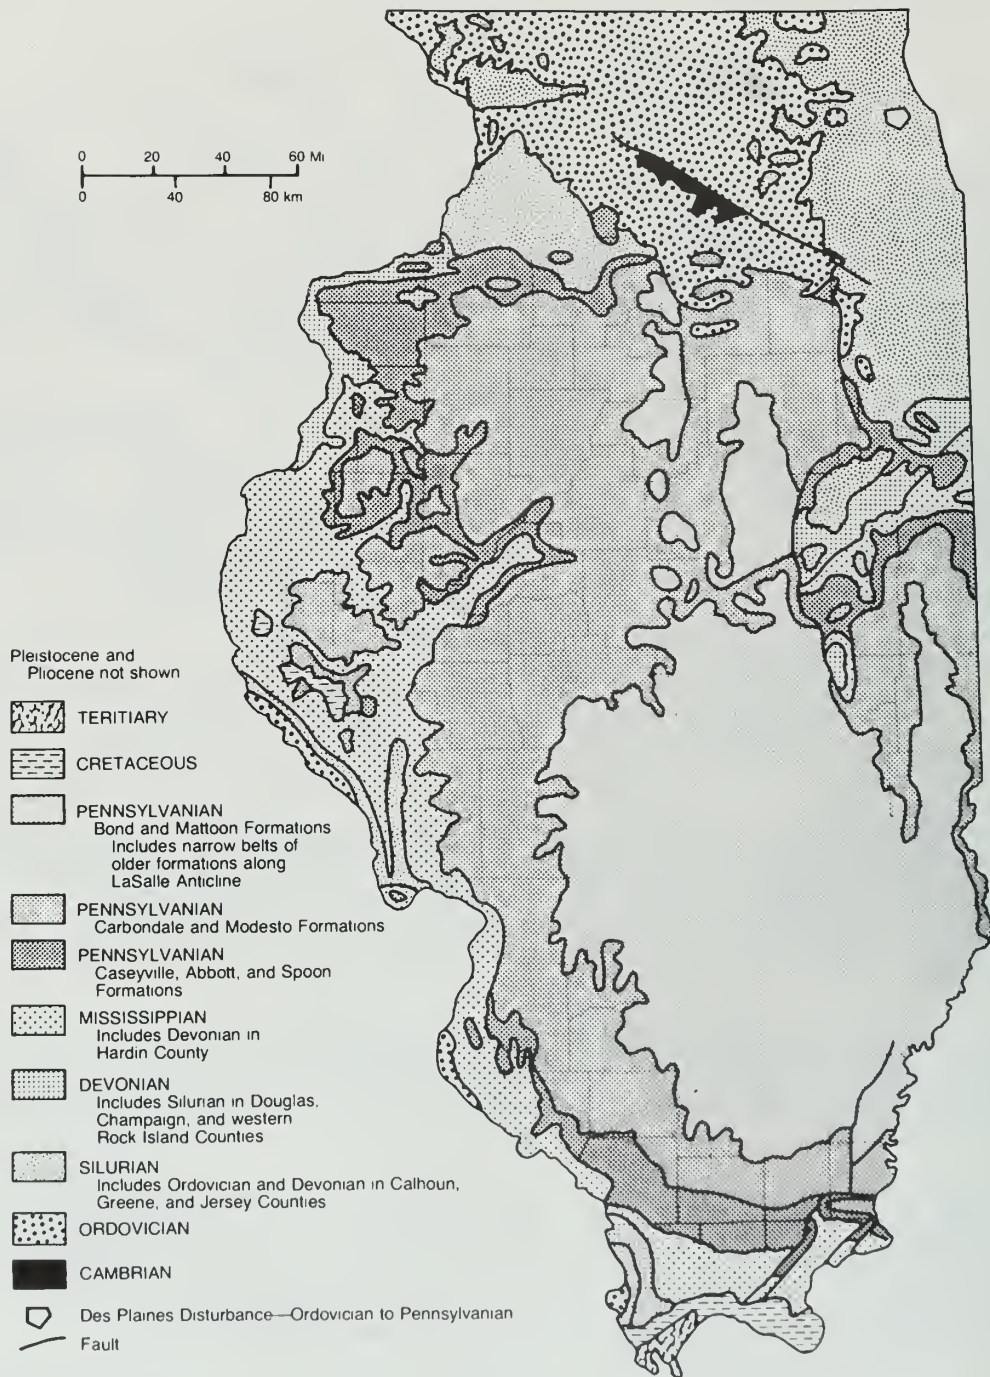 0 20 40 60 Mi
0 40 80 km
Pleistocene and
Pliocene not shown
TERITIARY
CRETACEOUS
PENNSYLVANIAN
Bond and Mattoon Formations
Includes narrow belts of
older formations along
LaSalle Anticline
PENNSYLVANIAN
Carbondale and Modesto Formations
PENNSYLVANIAN
Caseyville, Abbott, and Spoon
Formations
MISSISSIPPIAN
Includes Devonian in
Hardin County
DEVONIAN
Includes Silurian in Douglas,
Champaign, and western
Rock Island Counties
SILURIAN
Includes Ordovician and Devonian in Calhoun,
Greene, and Jersey Counties
ORDOVICIAN
CAMBRIAN
Des Plaines Disturbance—Ordovician to Pennsylvanian
Fault